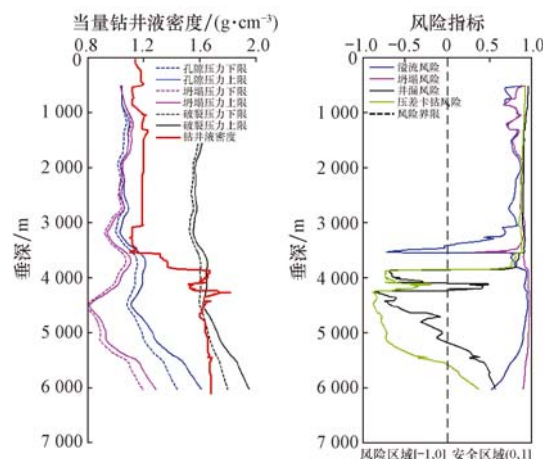 当量钻井液密度/(g·cm⁻³)
0.8 1.2 1.6 2.0
0
1 000
2 000
3 000
4 000
5 000
6 000
7 000
垂深/m
孔隙压力下限
孔隙压力上限
坍塌压力下限
坍塌压力上限
破裂压力下限
破裂压力上限
钻井液密度
风险指标
-1.0 -0.5 0 0.5 1.0
0
1 000
2 000
3 000
4 000
5 000
6 000
7 000
垂深/m
溢流风险
坍塌风险
井漏风险
压差卡钻风险
风险界限
风险区域[-1,0] 安全区域(0,1]